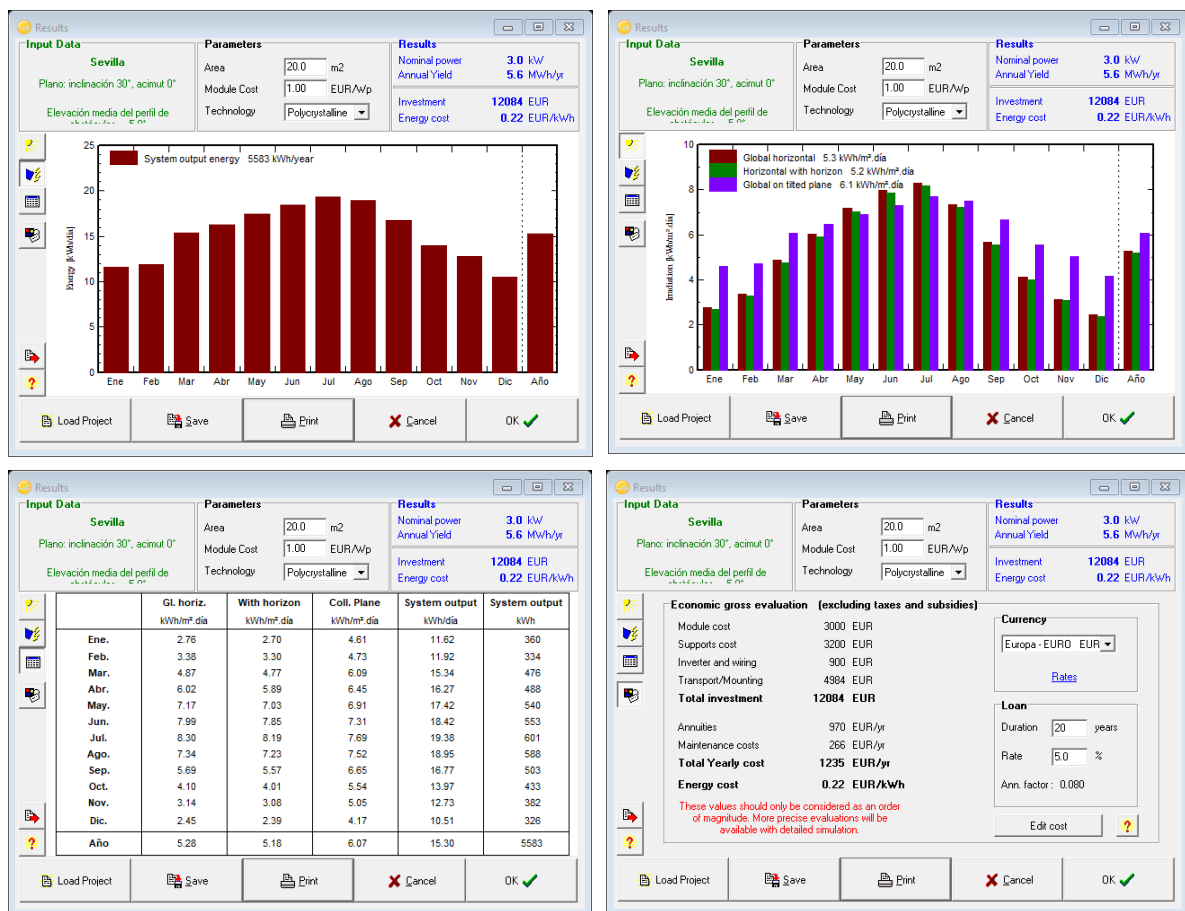 Results
Input Data
Sevilla
Plano: inclinación 30°, acimut 0°
Elevación media del perfil de
Parameters
Area 20.0 m2
Module Cost 1.00 EUR/Wp
Technology Polycrystalline
Results
Nominal power 3.0 kW
Annual Yield 5.6 MWh/yr
Investment 12084 EUR
Energy cost 0.22 EUR/kWh
System output energy 5583 kWh/year
Energy [kWh/día]
25
20
15
10
5
0
Ene Feb Mar Abr May Jun Jul Ago Sep Oct Nov Dic Año
Load Project Save Print Cancel OK
Results
Input Data
Sevilla
Plano: inclinación 30°, acimut 0°
Elevación media del perfil de
Parameters
Area 20.0 m2
Module Cost 1.00 EUR/Wp
Technology Polycrystalline
Results
Nominal power 3.0 kW
Annual Yield 5.6 MWh/yr
Investment 12084 EUR
Energy cost 0.22 EUR/kWh
Global horizontal 5.3 kWh/m².día
Horizontal with horizon 5.2 kWh/m².día
Global on tilted plane 6.1 kWh/m².día
Irradiation [kWh/m².día]
10
8
6
4
2
0
Ene Feb Mar Abr May Jun Jul Ago Sep Oct Nov Dic Año
Load Project Save Print Cancel OK
Results
Input Data
Sevilla
Plano: inclinación 30°, acimut 0°
Elevación media del perfil de
Parameters
Area 20.0 m2
Module Cost 1.00 EUR/Wp
Technology Polycrystalline
Results
Nominal power 3.0 kW
Annual Yield 5.6 MWh/yr
Investment 12084 EUR
Energy cost 0.22 EUR/kWh
Gl. horiz. With horizon Coll. Plane System output System output
kWh/m².día kWh/m².día kWh/m².día kWh/día kWh
Ene. 2.76 2.70 4.61 11.62 360
Feb. 3.38 3.30 4.73 11.92 334
Mar. 4.87 4.77 6.09 15.34 476
Abr. 6.02 5.89 6.45 16.27 488
May. 7.17 7.03 6.91 17.42 540
Jun. 7.99 7.85 7.31 18.42 553
Jul. 8.30 8.19 7.69 19.38 601
Ago. 7.34 7.23 7.52 18.95 588
Sep. 5.69 5.57 6.65 16.77 503
Oct. 4.10 4.01 5.54 13.97 433
Nov. 3.14 3.08 5.05 12.73 382
Dic. 2.45 2.39 4.17 10.51 326
Año 5.28 5.18 6.07 15.30 5583
Load Project Save Print Cancel OK
Results
Input Data
Sevilla
Plano: inclinación 30°, acimut 0°
Elevación media del perfil de
Parameters
Area 20.0 m2
Module Cost 1.00 EUR/Wp
Technology Polycrystalline
Results
Nominal power 3.0 kW
Annual Yield 5.6 MWh/yr
Investment 12084 EUR
Energy cost 0.22 EUR/kWh
Economic gross evaluation (excluding taxes and subsidies)
Module cost 3000 EUR
Supports cost 3200 EUR
Inverter and wiring 900 EUR
Transport/Mounting 4984 EUR
Total investment 12084 EUR
Annuities 970 EUR/yr
Maintenance costs 266 EUR/yr
Total Yearly cost 1235 EUR/yr
Energy cost 0.22 EUR/kWh
These values should only be considered as an order
of magnitude. More precise evaluations will be
available with detailed simulation.
Currency
Europa - EURO EUR
Rates
Loan
Duration 20 years
Rate 5.0 %
Ann. factor : 0.080
Edit cost ?
Load Project Save Print Cancel OK